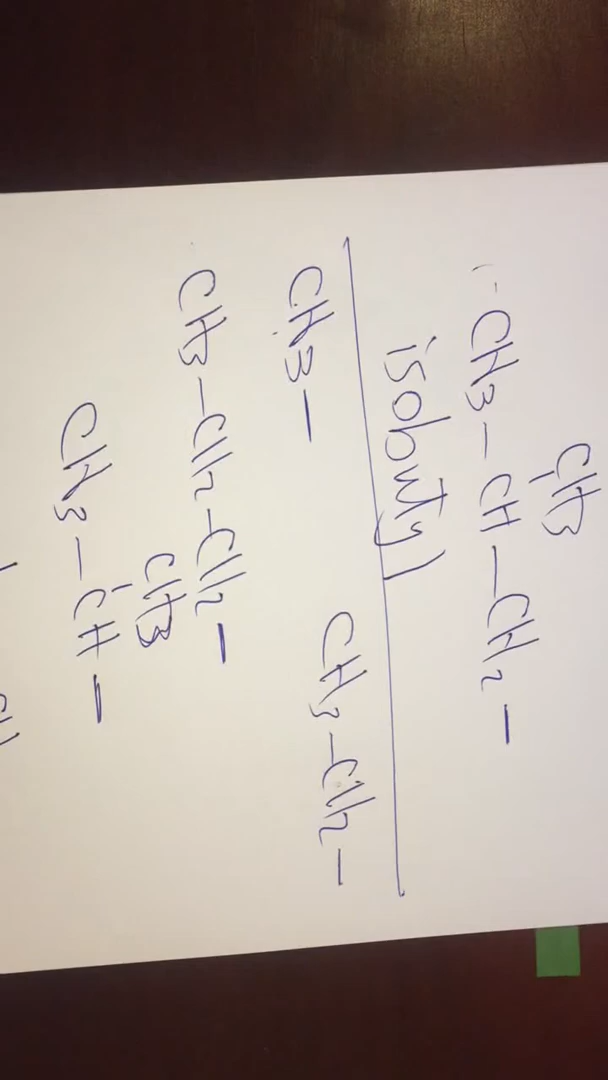 CH3
CH3 – CH – CH2 –
isobutyl
CH3 –
CH3 – CH2 –
CH3 – CH2 – CH2 –
CH3
CH3 – CH –